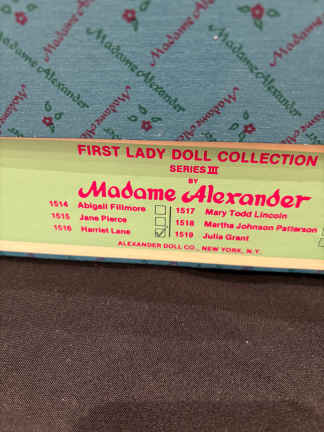 Madame Alexander
Madame Alexander
Madame Alexander
Madame Alexander
Madame Alexander
FIRST LADY DOLL COLLECTION
SERIES III
BY
Madame Alexander
1514 Abigail Fillmore
1515 Jane Pierce
1516 Harriet Lane
1517 Mary Todd Lincoln
1518 Martha Johnson Patterson
1519 Julia Grant
ALEXANDER DOLL CO., NEW YORK, N.Y.